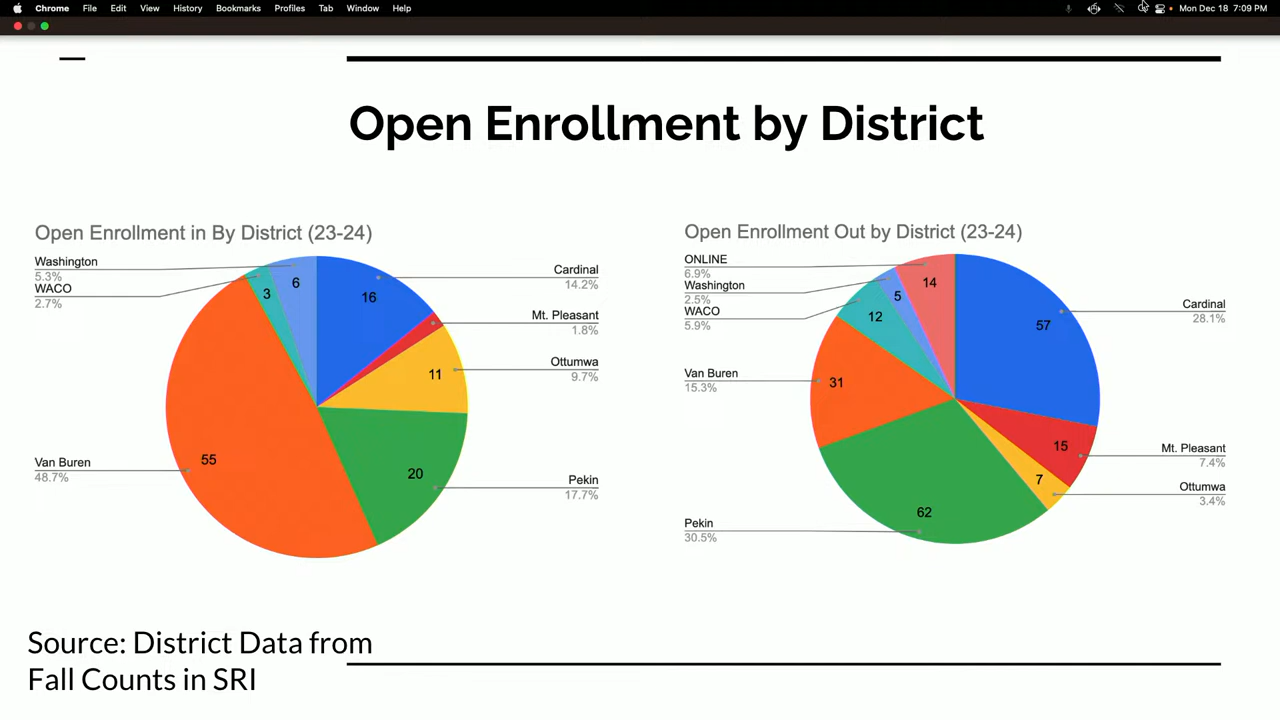 Chrome File Edit View History Bookmarks Profiles Tab Window Help Mon Dec 18 7:09 PM
Open Enrollment by District
Open Enrollment in By District (23-24)
Washington
5.3%
WACO
2.7%
Van Buren
48.7%
Cardinal
14.2%
Mt. Pleasant
1.8%
Ottumwa
9.7%
Pekin
17.7%
3
6
16
11
20
55
Open Enrollment Out by District (23-24)
ONLINE
6.9%
Washington
2.5%
WACO
5.9%
Van Buren
15.3%
Pekin
30.5%
Cardinal
28.1%
Mt. Pleasant
7.4%
Ottumwa
3.4%
14
5
12
31
62
57
15
7
Source: District Data from
Fall Counts in SRI